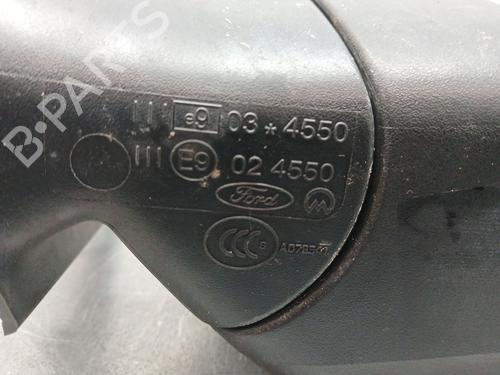 III e9 03*4550
III E9 02 4550
Ford M
CCC S
B-PARTS